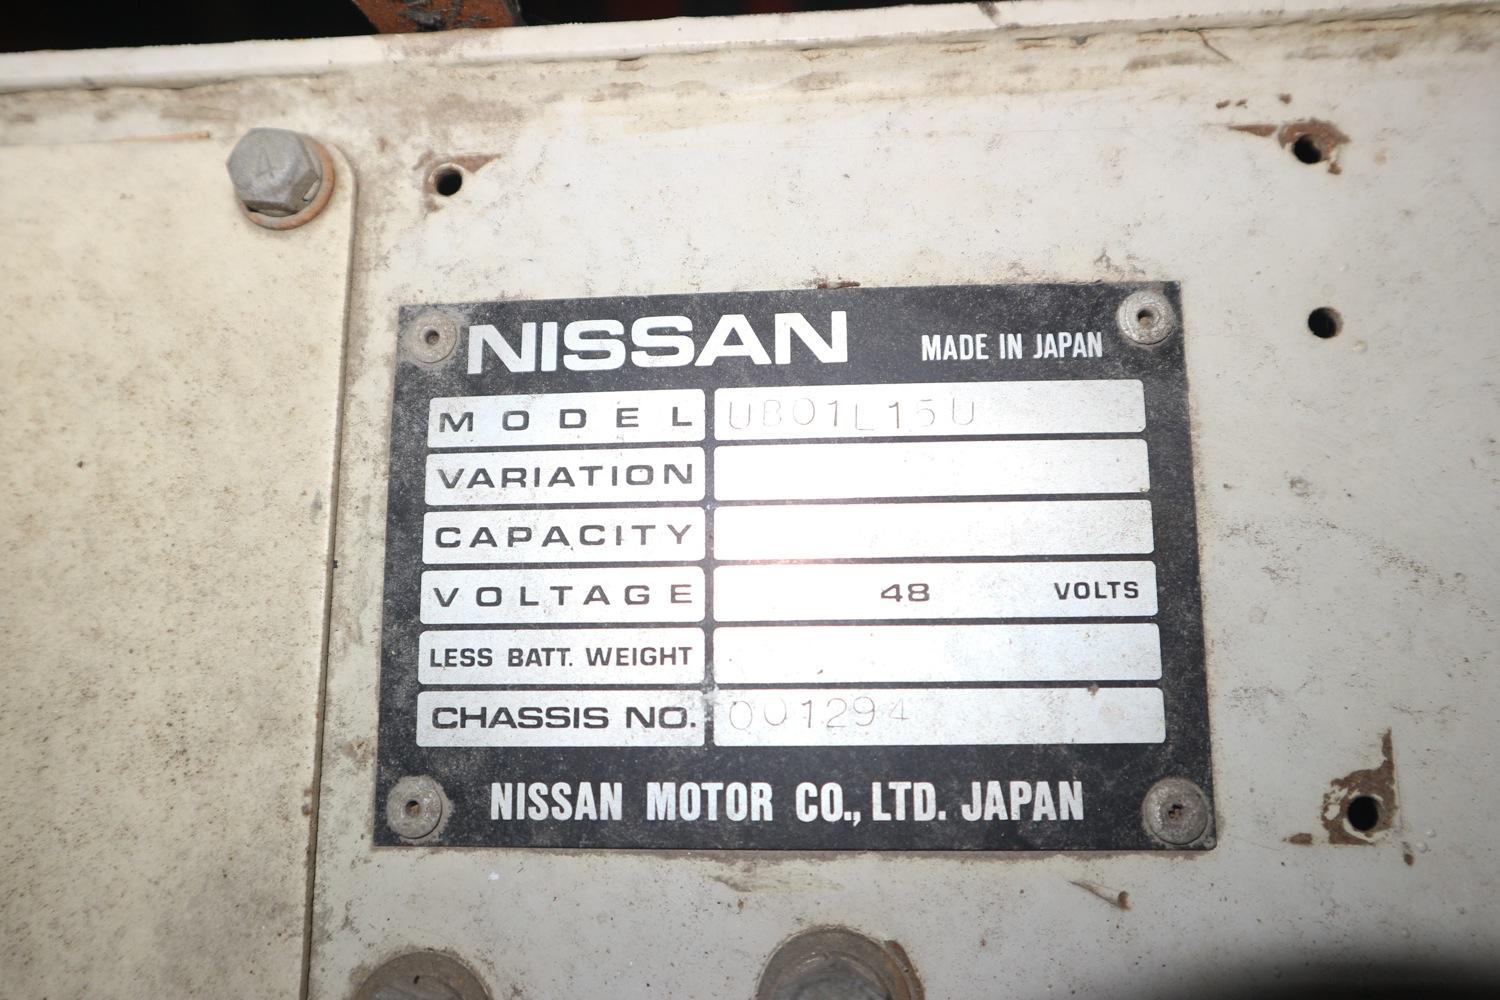 4
NISSAN MADE IN JAPAN
MODEL UB01L15U
VARIATION
CAPACITY
VOLTAGE 48 VOLTS
LESS BATT. WEIGHT
CHASSIS NO. 001294
NISSAN MOTOR CO., LTD. JAPAN